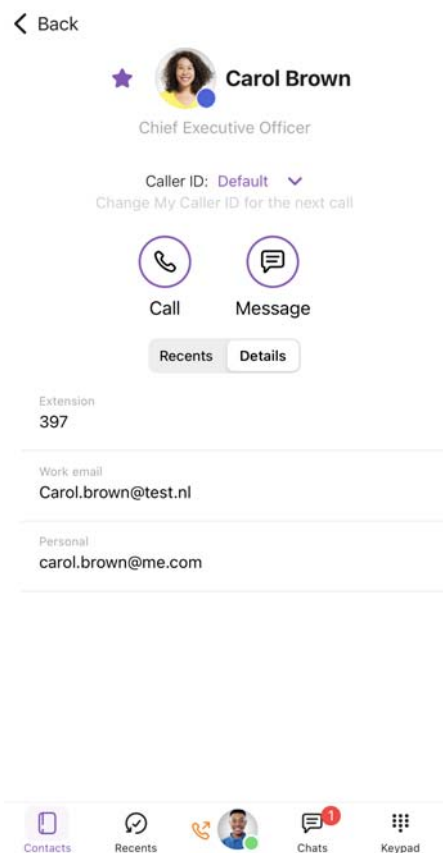 Back
Carol Brown
Chief Executive Officer
Caller ID: Default
Change My Caller ID for the next call
Call Message
Recents Details
Extension
397
Work email
Carol.brown@test.nl
Personal
carol.brown@me.com
1
Contacts Recents Chats Keypad